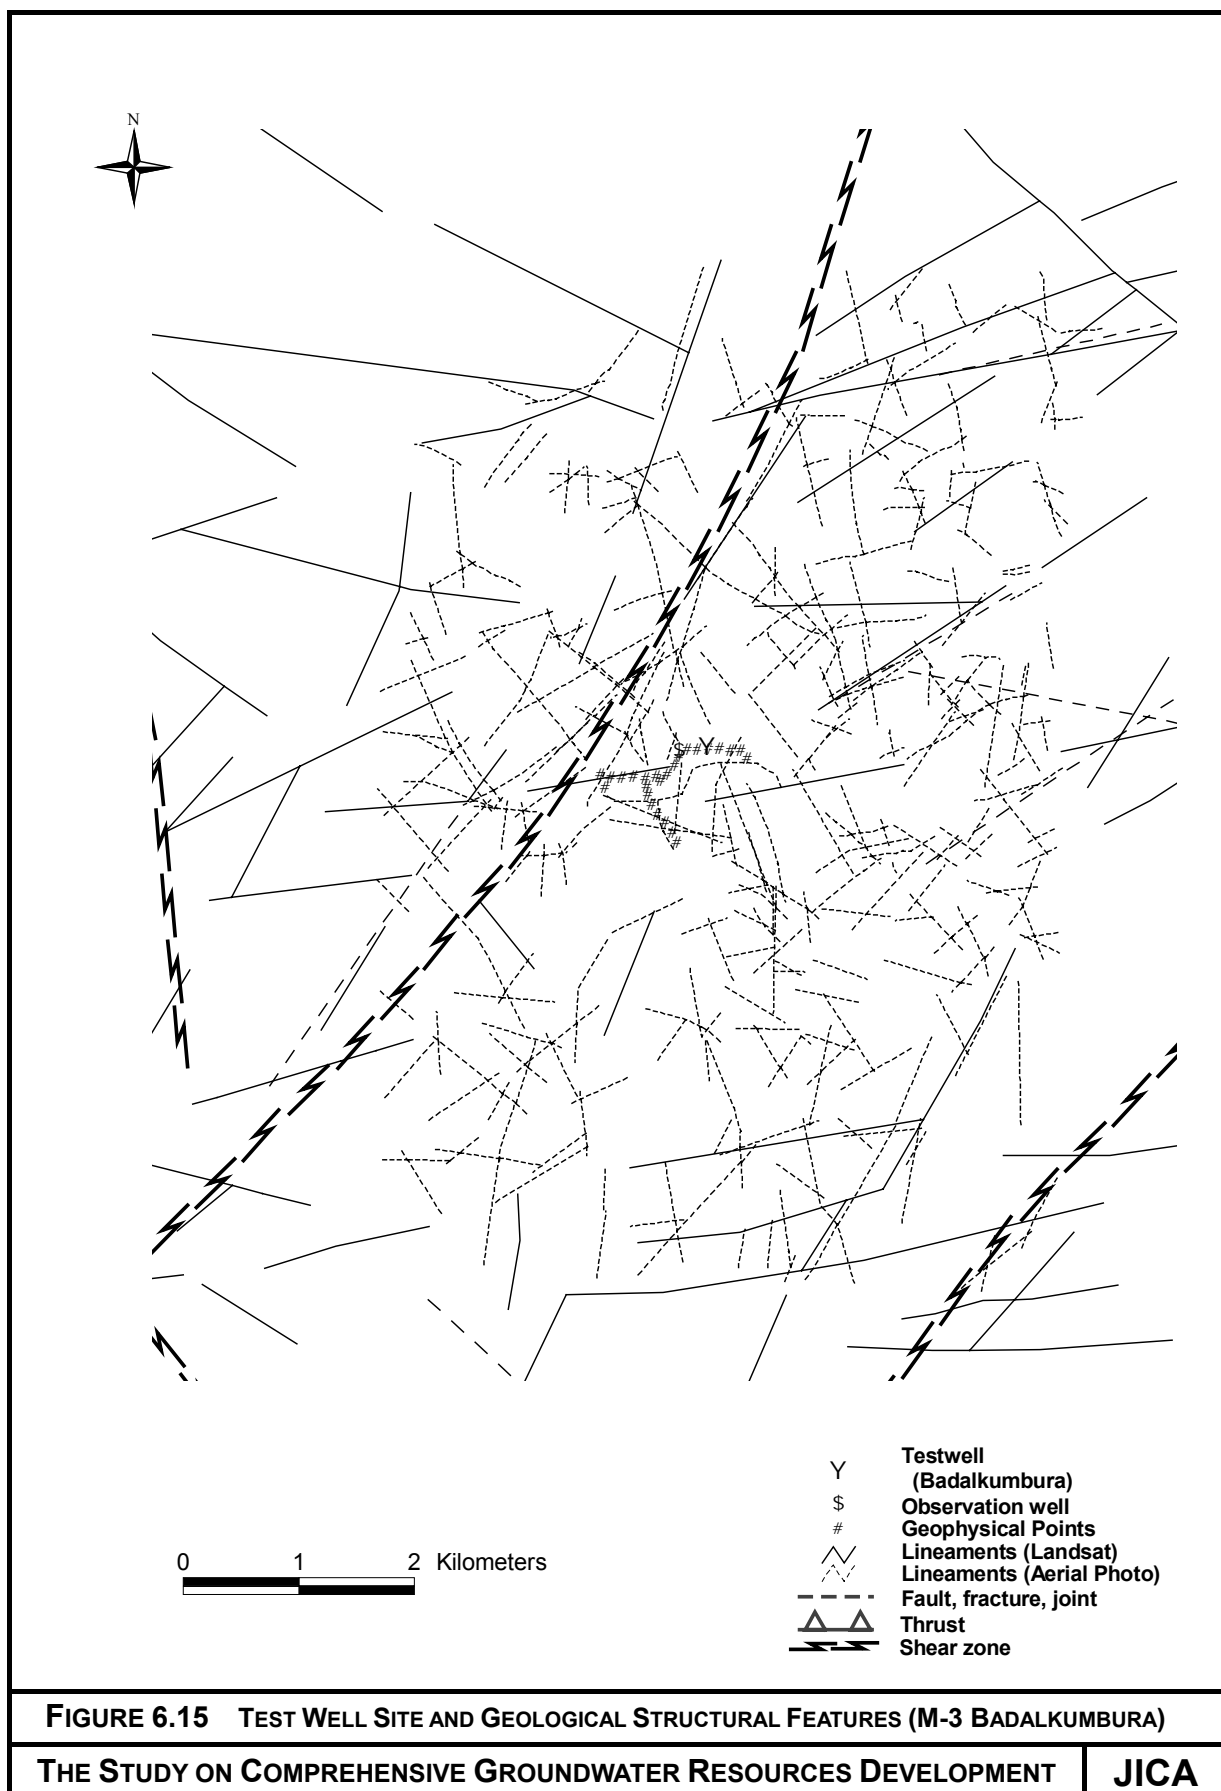 N
$ Y
0 1 2 Kilometers
Y Testwell
(Badalkumbura)
$ Observation well
# Geophysical Points
Lineaments (Landsat)
Lineaments (Aerial Photo)
Fault, fracture, joint
Thrust
Shear zone
FIGURE 6.15 TEST WELL SITE AND GEOLOGICAL STRUCTURAL FEATURES (M-3 BADALKUMBURA)
THE STUDY ON COMPREHENSIVE GROUNDWATER RESOURCES DEVELOPMENT JICA